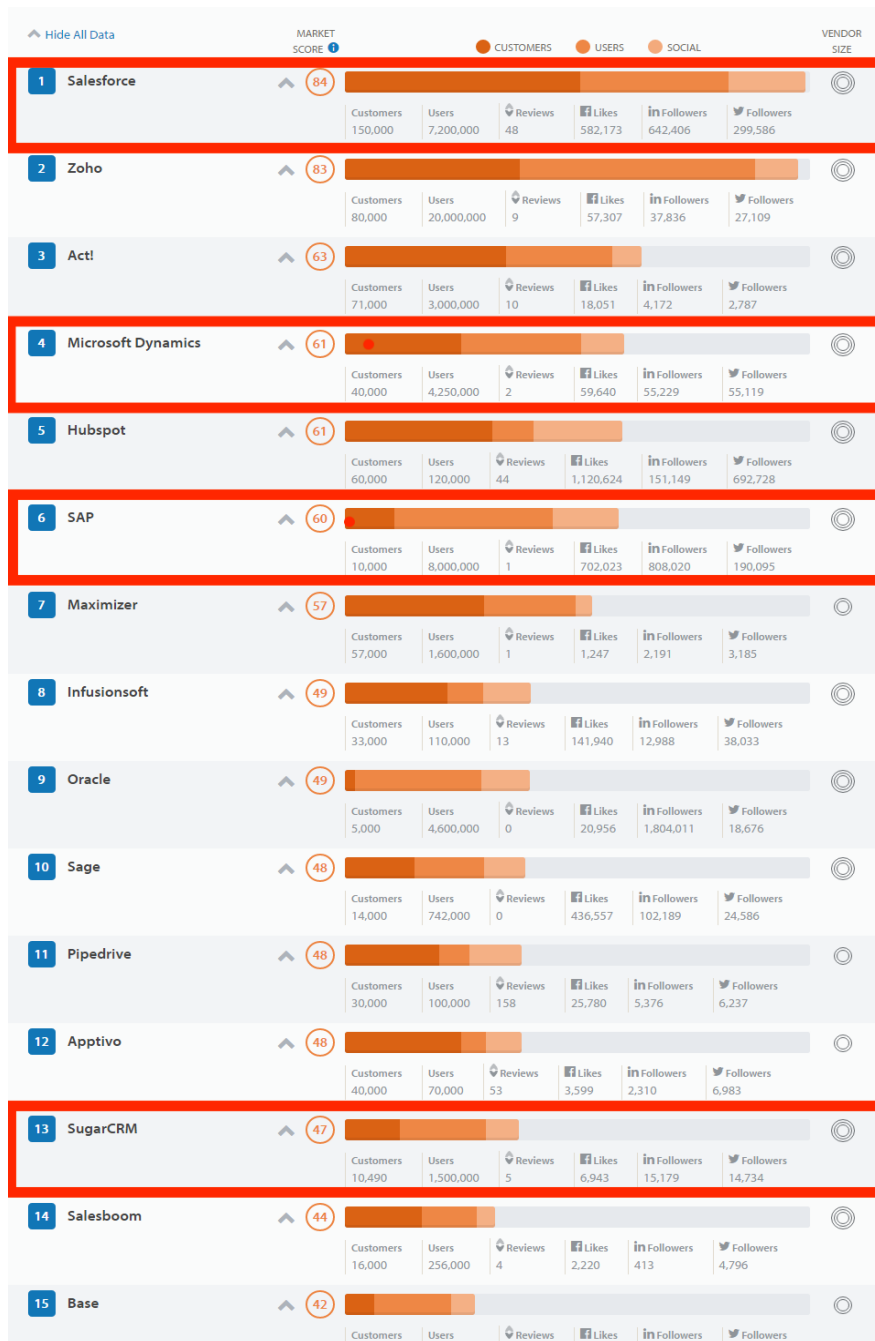 Hide All Data
MARKET SCORE i
CUSTOMERS USERS SOCIAL
VENDOR SIZE
1 Salesforce 84
Customers Users Reviews Likes in Followers Followers
150,000 7,200,000 48 582,173 642,406 299,586
2 Zoho 83
Customers Users Reviews Likes in Followers Followers
80,000 20,000,000 9 57,307 37,836 27,109
3 Act! 63
Customers Users Reviews Likes in Followers Followers
71,000 3,000,000 10 18,051 4,172 2,787
4 Microsoft Dynamics 61
Customers Users Reviews Likes in Followers Followers
40,000 4,250,000 2 59,640 55,229 55,119
5 Hubspot 61
Customers Users Reviews Likes in Followers Followers
60,000 120,000 44 1,120,624 151,149 692,728
6 SAP 60
Customers Users Reviews Likes in Followers Followers
10,000 8,000,000 1 702,023 808,020 190,095
7 Maximizer 57
Customers Users Reviews Likes in Followers Followers
57,000 1,600,000 1 1,247 2,191 3,185
8 Infusionsoft 49
Customers Users Reviews Likes in Followers Followers
33,000 110,000 13 141,940 12,988 38,033
9 Oracle 49
Customers Users Reviews Likes in Followers Followers
5,000 4,600,000 0 20,956 1,804,011 18,676
10 Sage 48
Customers Users Reviews Likes in Followers Followers
14,000 742,000 0 436,557 102,189 24,586
11 Pipedrive 48
Customers Users Reviews Likes in Followers Followers
30,000 100,000 158 25,780 5,376 6,237
12 Apptivo 48
Customers Users Reviews Likes in Followers Followers
40,000 70,000 53 3,599 2,310 6,983
13 SugarCRM 47
Customers Users Reviews Likes in Followers Followers
10,490 1,500,000 5 6,943 15,179 14,734
14 Salesboom 44
Customers Users Reviews Likes in Followers Followers
16,000 256,000 4 2,220 413 4,796
15 Base 42
Customers Users Reviews Likes in Followers Followers